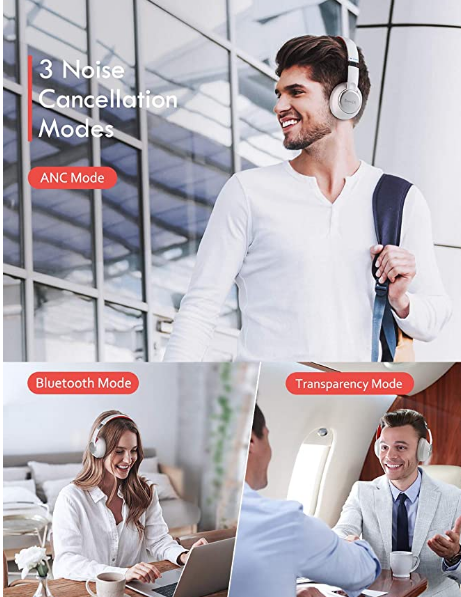 3 Noise
Cancellation
Modes
ANC Mode
Bluetooth Mode
Transparency Mode